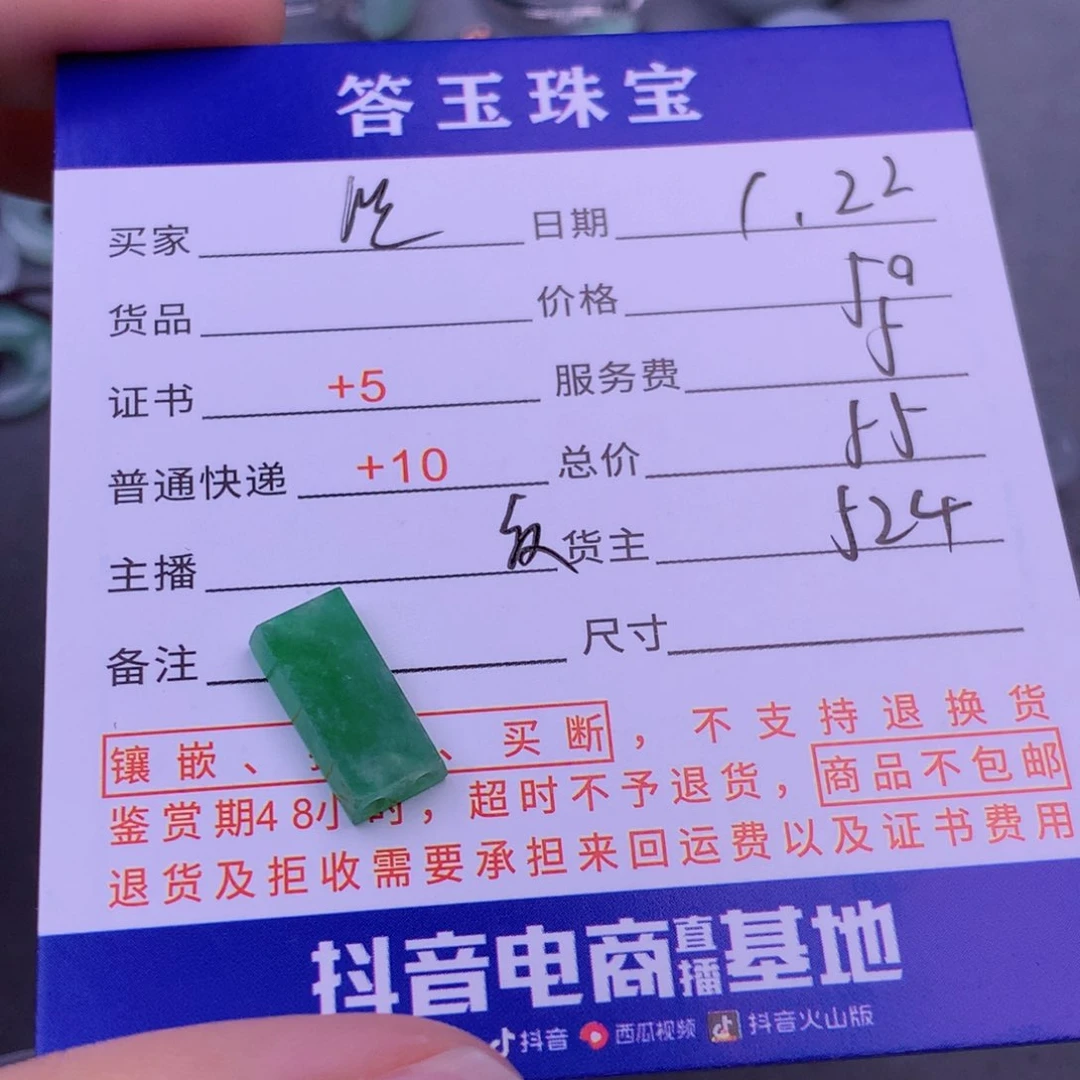 答玉珠宝
买家 日期 1.22
货品 价格 50
证书 +5 服务费 5
普通快递 +10 总价 55
主播 货主 524
备注 尺寸
镶嵌、 、买断，不支持退换货
鉴赏期48小时，超时不予退货，商品不包邮
退货及拒收需要承担来回运费以及证书费用
抖音电商直播基地
抖音 西瓜视频 抖音火山版